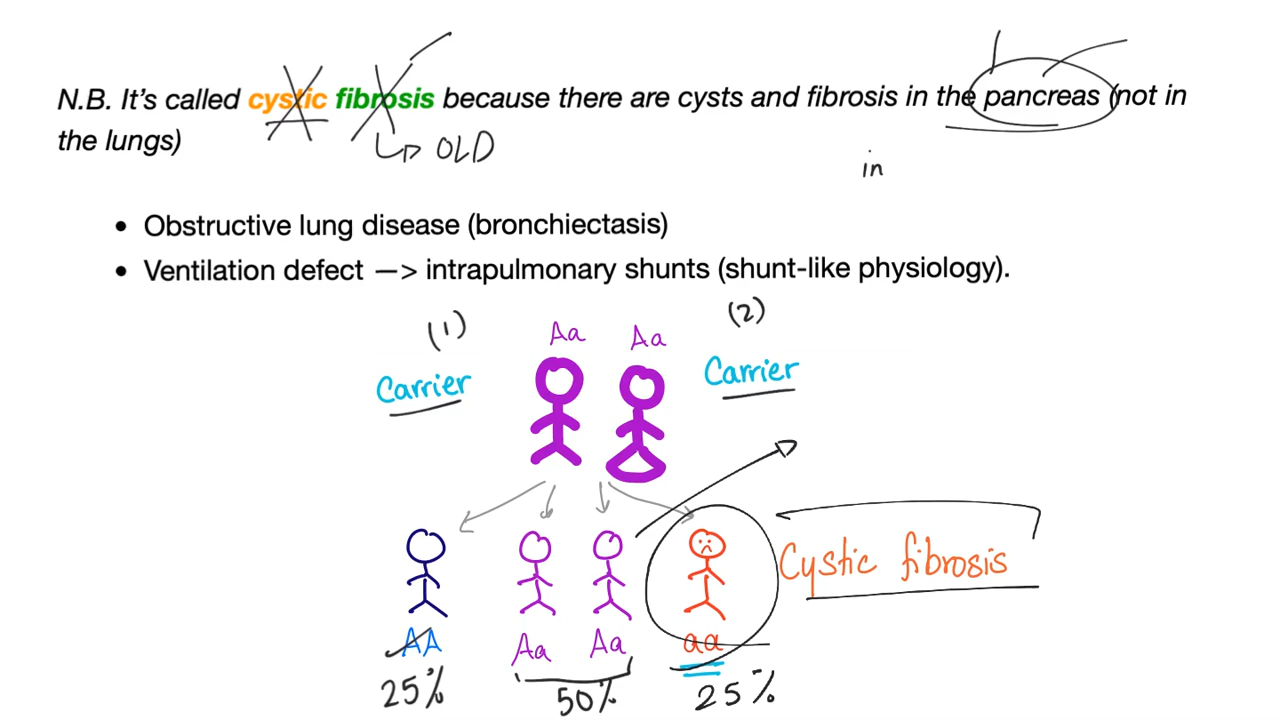 N.B. It's called cystic fibrosis because there are cysts and fibrosis in the pancreas (not in
the lungs)
OLD
in
• Obstructive lung disease (bronchiectasis)
• Ventilation defect —> intrapulmonary shunts (shunt-like physiology).
(1)
(2)
Aa
Aa
Carrier
Carrier
Cystic fibrosis
AA
Aa
Aa
aa
25%
50%
25%